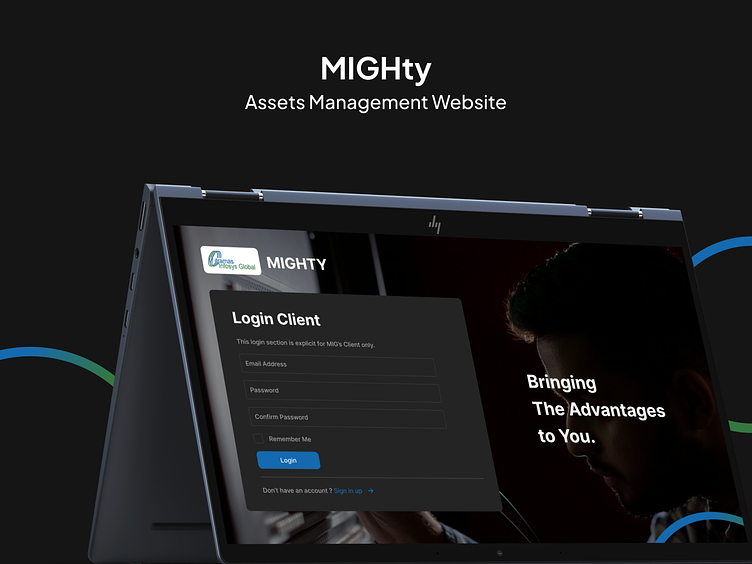 MIGHty
Assets Management Website
hp
Gramas
Infosys Global
MIGHTY
Login Client
This login section is explicit for MIG's Client only.
Email Address
Password
Confirm Password
Remember Me
Login
Don't have an account ? Sign in up →
Bringing
The Advantages
to You.